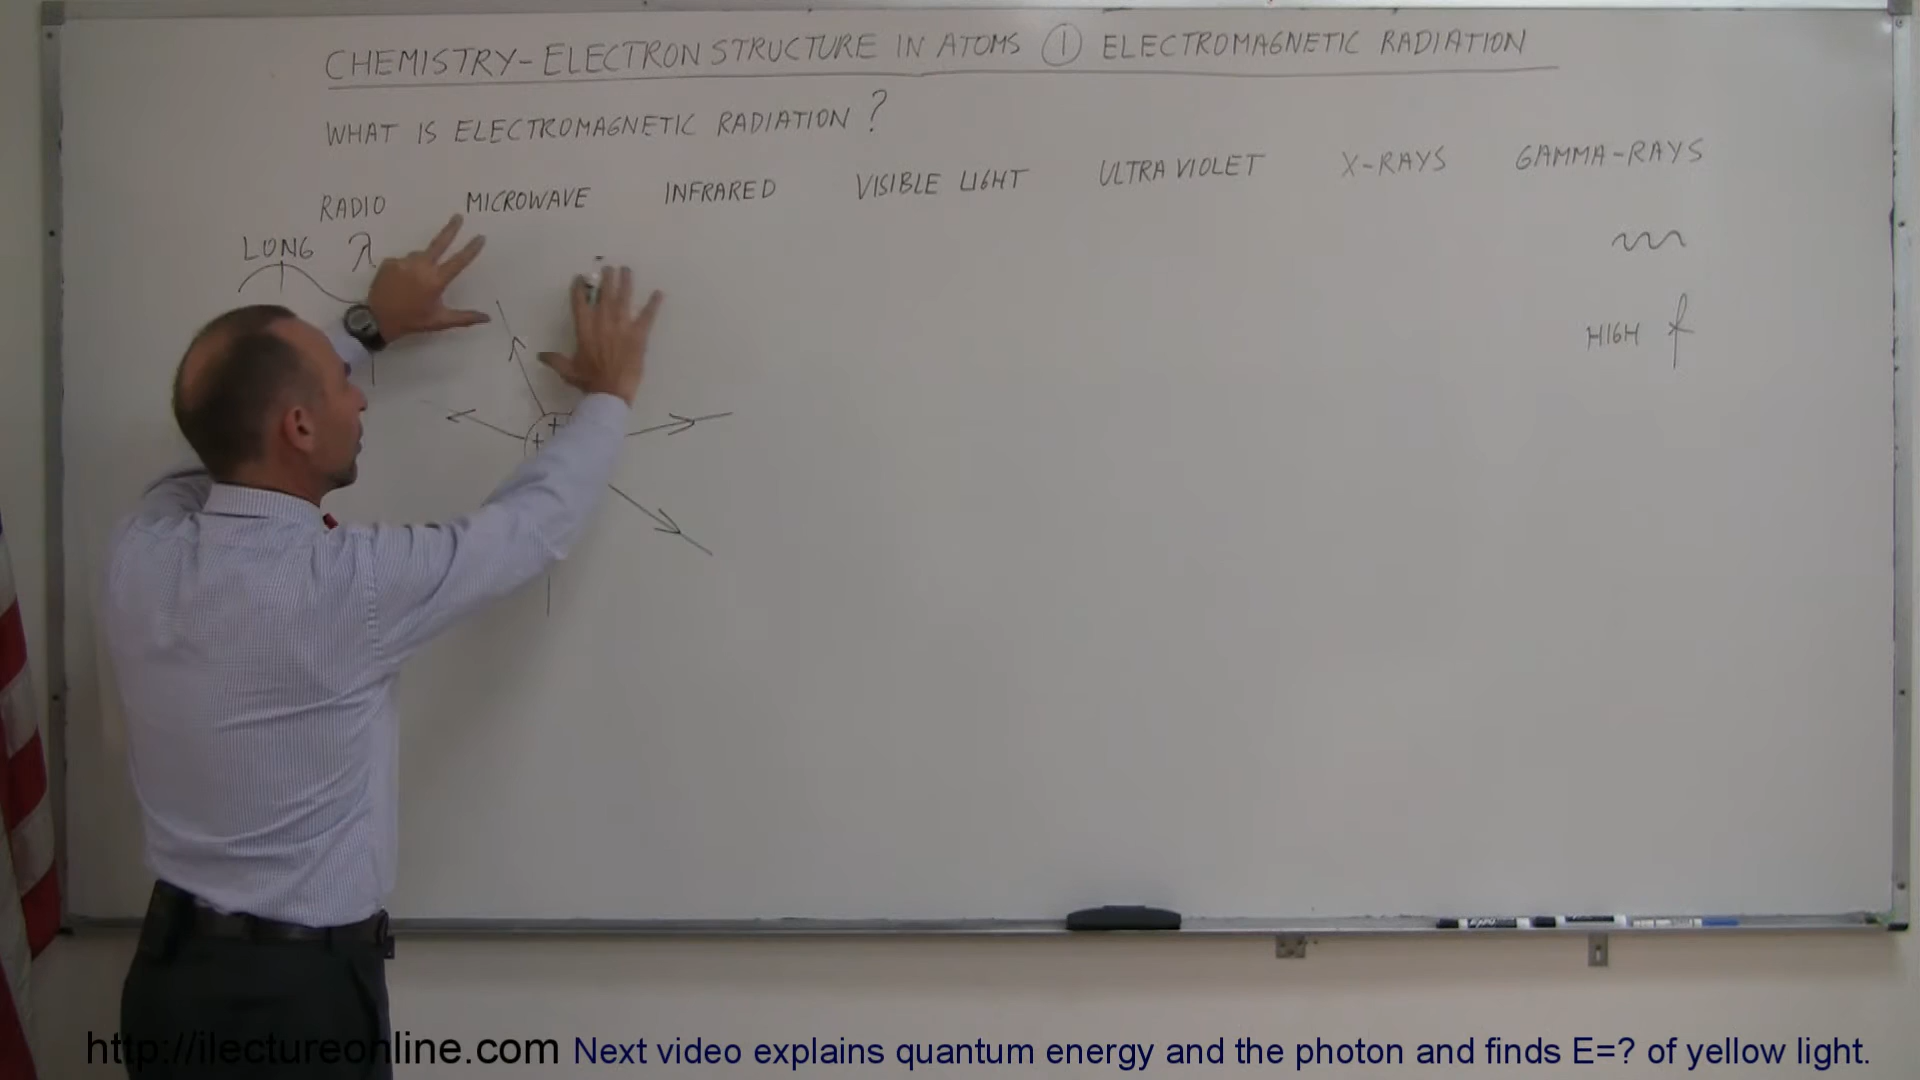 CHEMISTRY-ELECTRON STRUCTURE IN ATOMS ① ELECTROMAGNETIC RADIATION
WHAT IS ELECTROMAGNETIC RADIATION?
RADIO MICROWAVE INFRARED VISIBLE LIGHT ULTRAVIOLET X-RAYS GAMMA-RAYS
LONG λ
HIGH f
+
+
http://ilectureonline.com Next video explains quantum energy and the photon and finds E=? of yellow light.